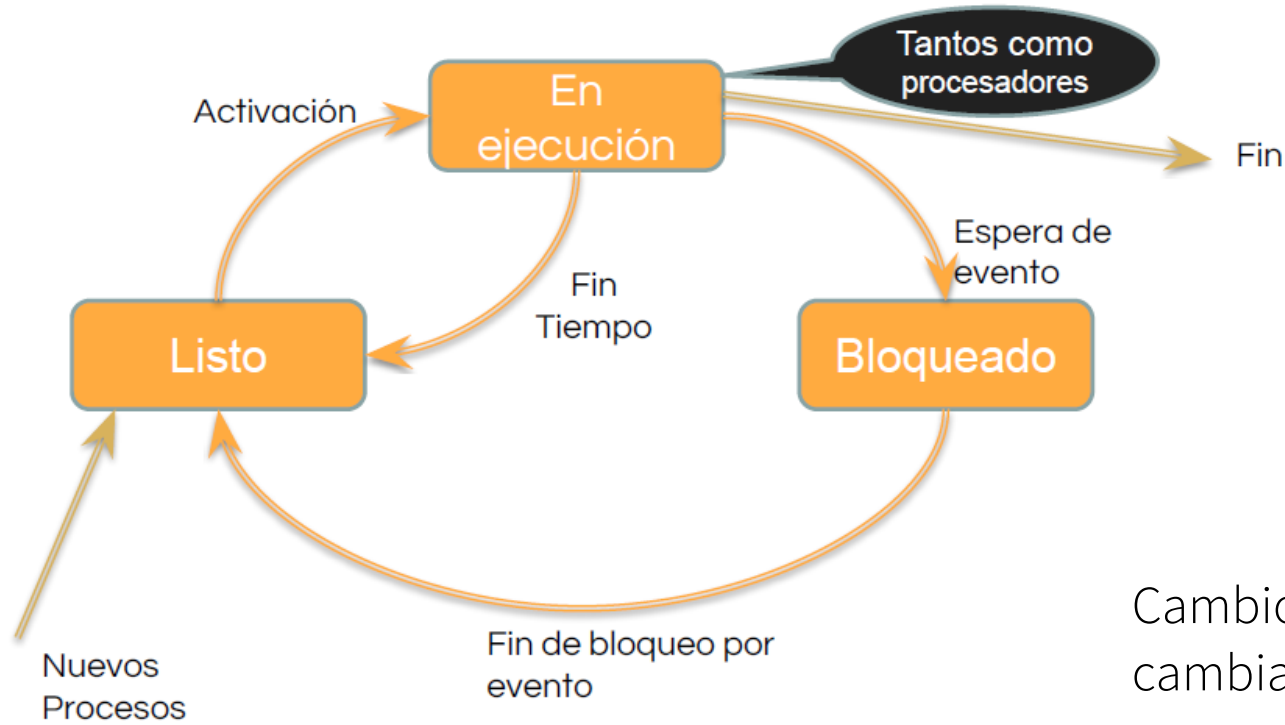 Tantos como
procesadores
En
ejecución
Activación
Fin
Espera de
evento
Fin
Tiempo
Listo
Bloqueado
Fin de bloqueo por
evento
Nuevos
Procesos